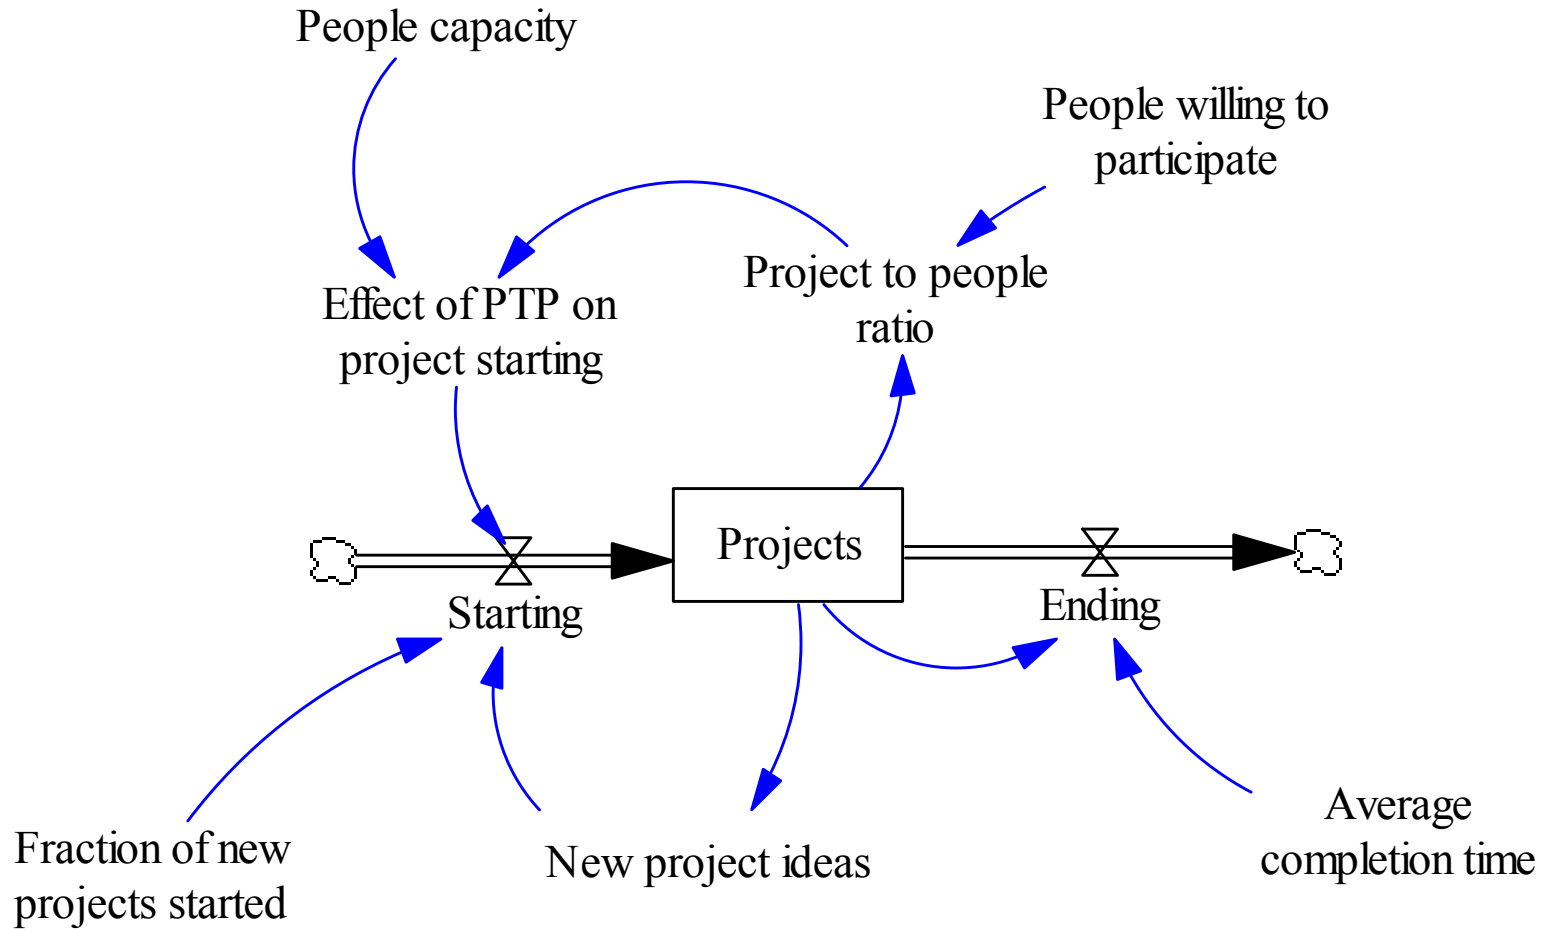 People capacity
People willing to
participate
Project to people
ratio
Effect of PTP on
project starting
Projects
Starting
Ending
Fraction of new
projects started
New project ideas
Average
completion time